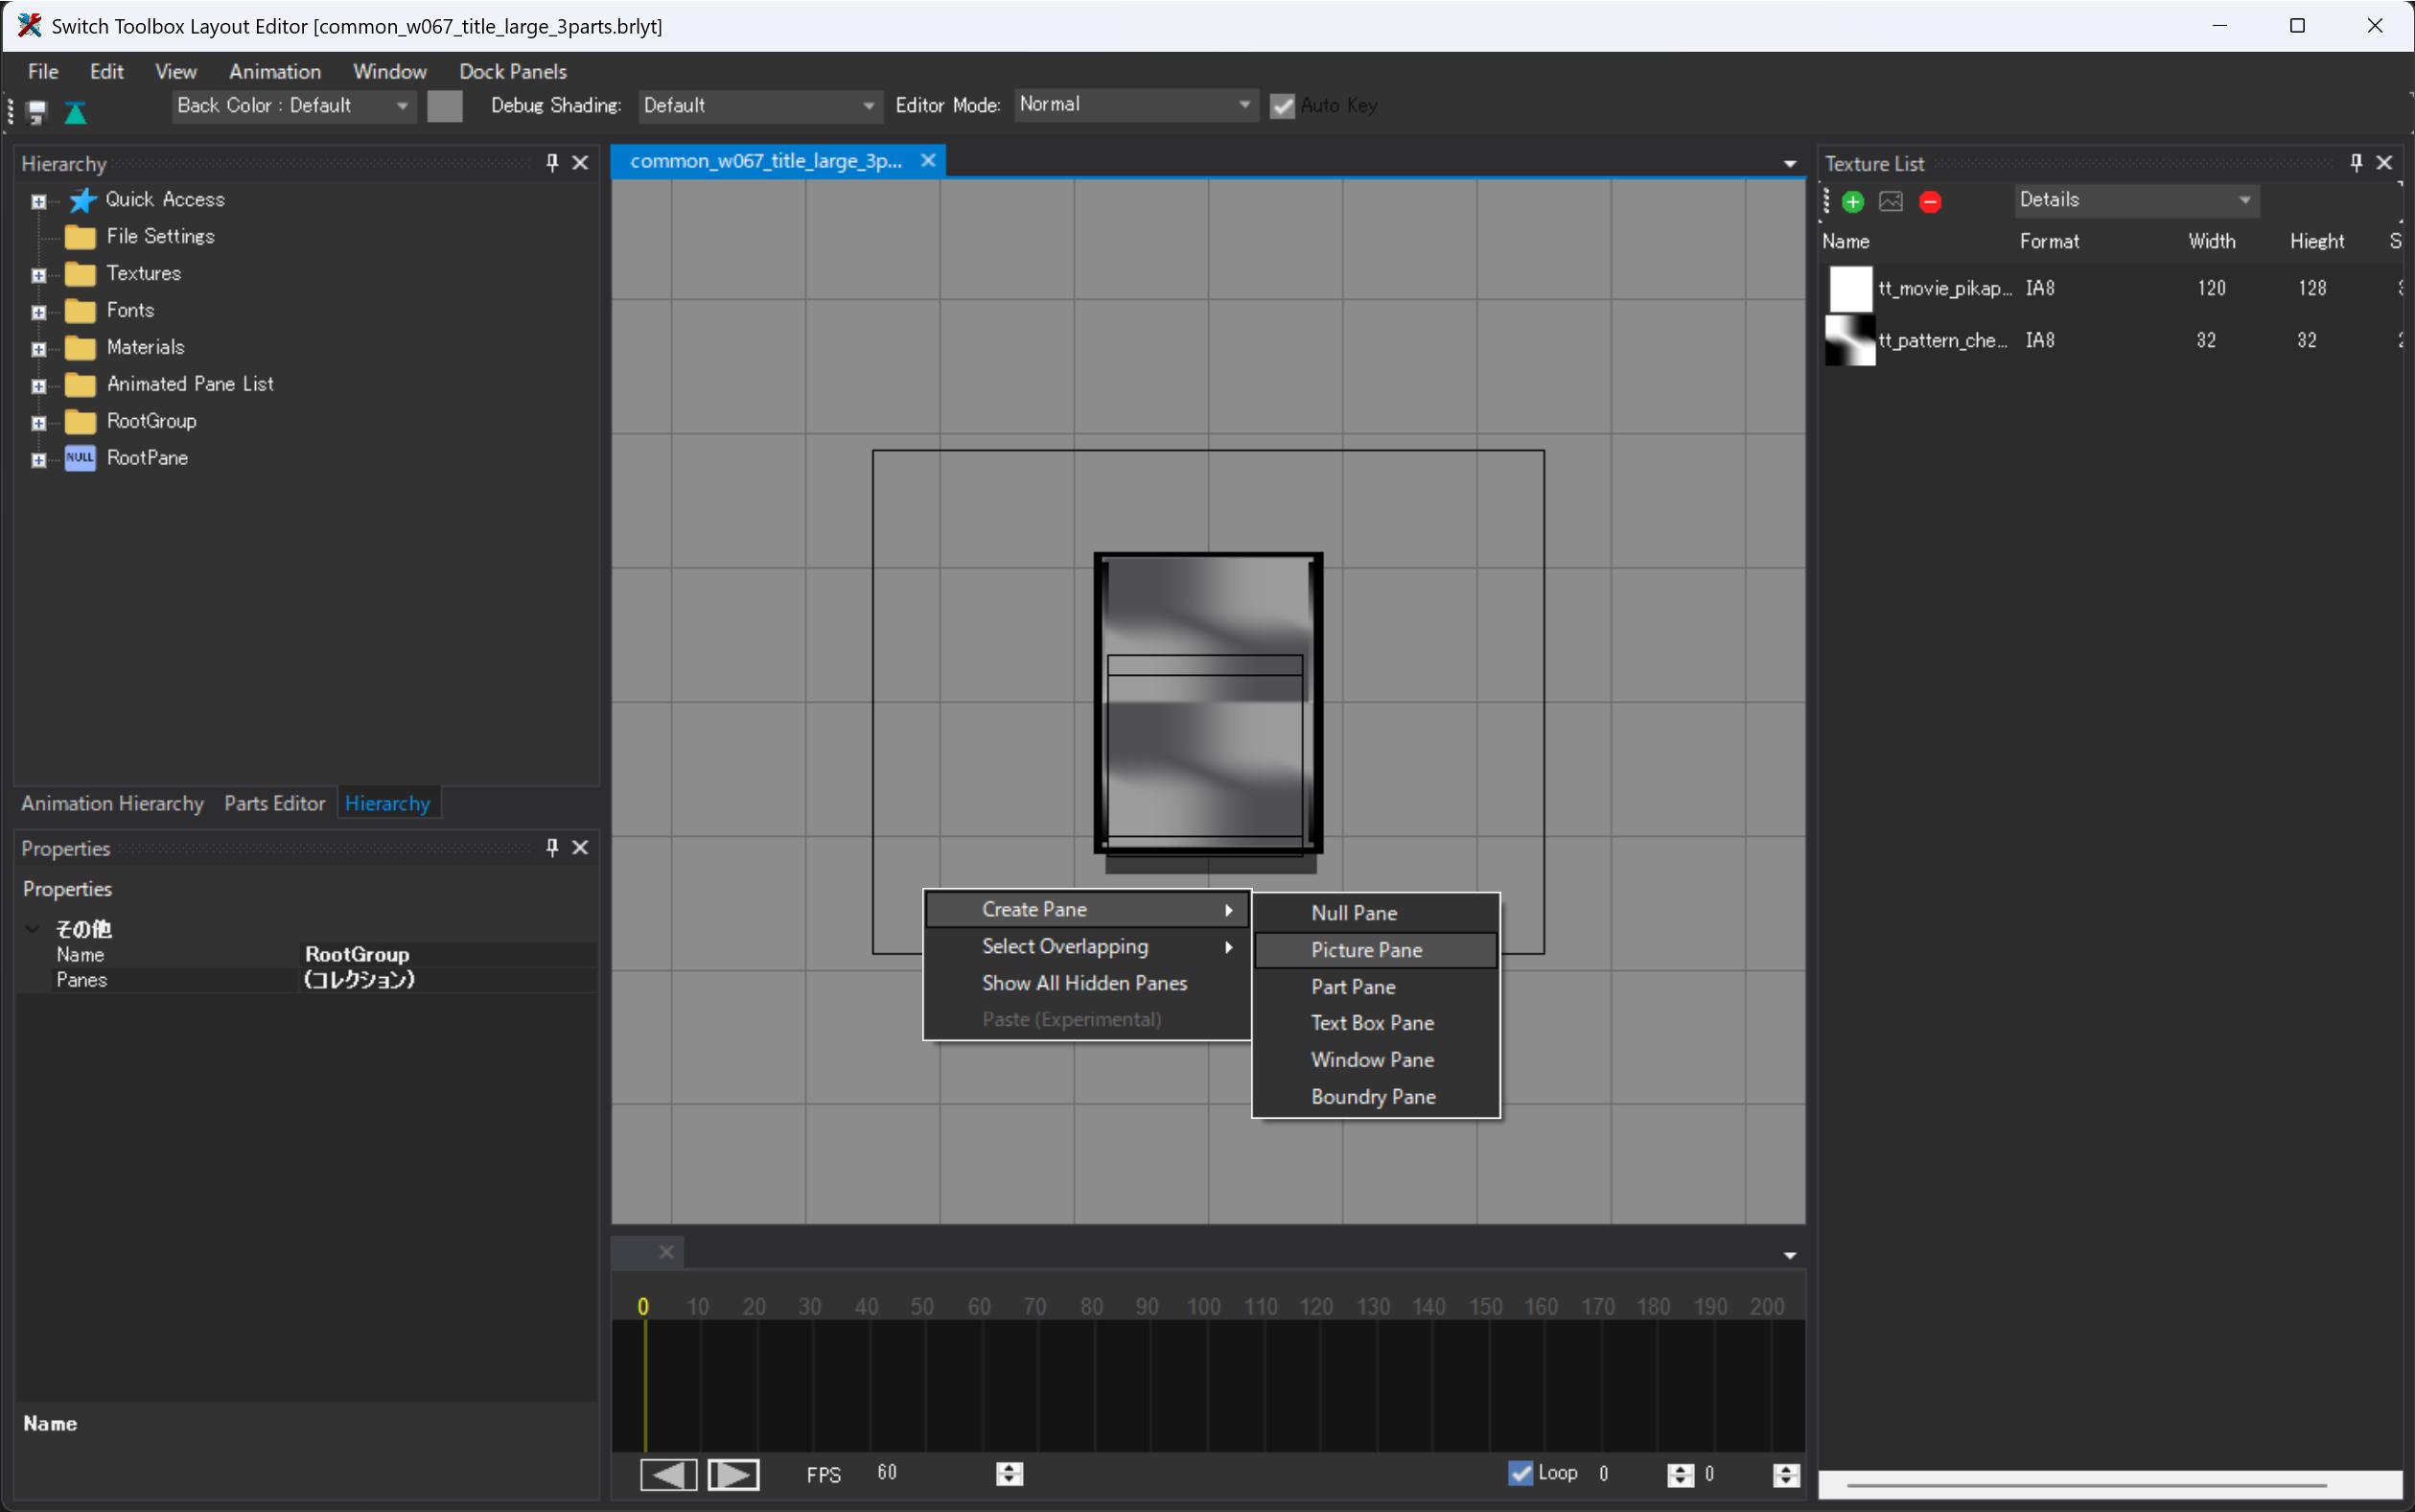 Switch Toolbox Layout Editor [common_w067_title_large_3parts.brlyt]
File Edit View Animation Window Dock Panels
Back Color : Default Debug Shading: Default Editor Mode: Normal Auto Key
Hierarchy
Quick Access
File Settings
Textures
Fonts
Materials
Animated Pane List
RootGroup
NULL RootPane
Animation Hierarchy Parts Editor Hierarchy
Properties
Properties
その他
Name RootGroup
Panes (コレクション)
Name
common_w067_title_large_3p...
Create Pane
Select Overlapping
Show All Hidden Panes
Paste (Experimental)
Null Pane
Picture Pane
Part Pane
Text Box Pane
Window Pane
Boundry Pane
0 10 20 30 40 50 60 70 80 90 100 110 120 130 140 150 160 170 180 190 200
FPS 60 Loop 0 0
Texture List
Details
Name Format Width Hieght S
tt_movie_pikap... IA8 120 128
tt_pattern_che... IA8 32 32